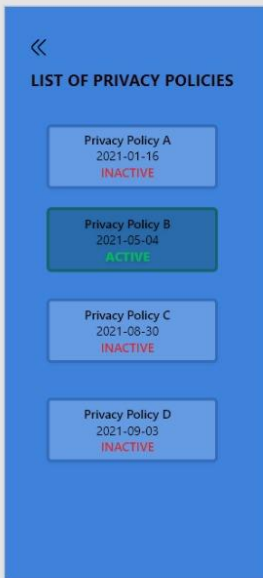 LIST OF PRIVACY POLICIES
Privacy Policy A
2021-01-16
INACTIVE
Privacy Policy B
2021-05-04
ACTIVE
Privacy Policy C
2021-08-30
INACTIVE
Privacy Policy D
2021-09-03
INACTIVE